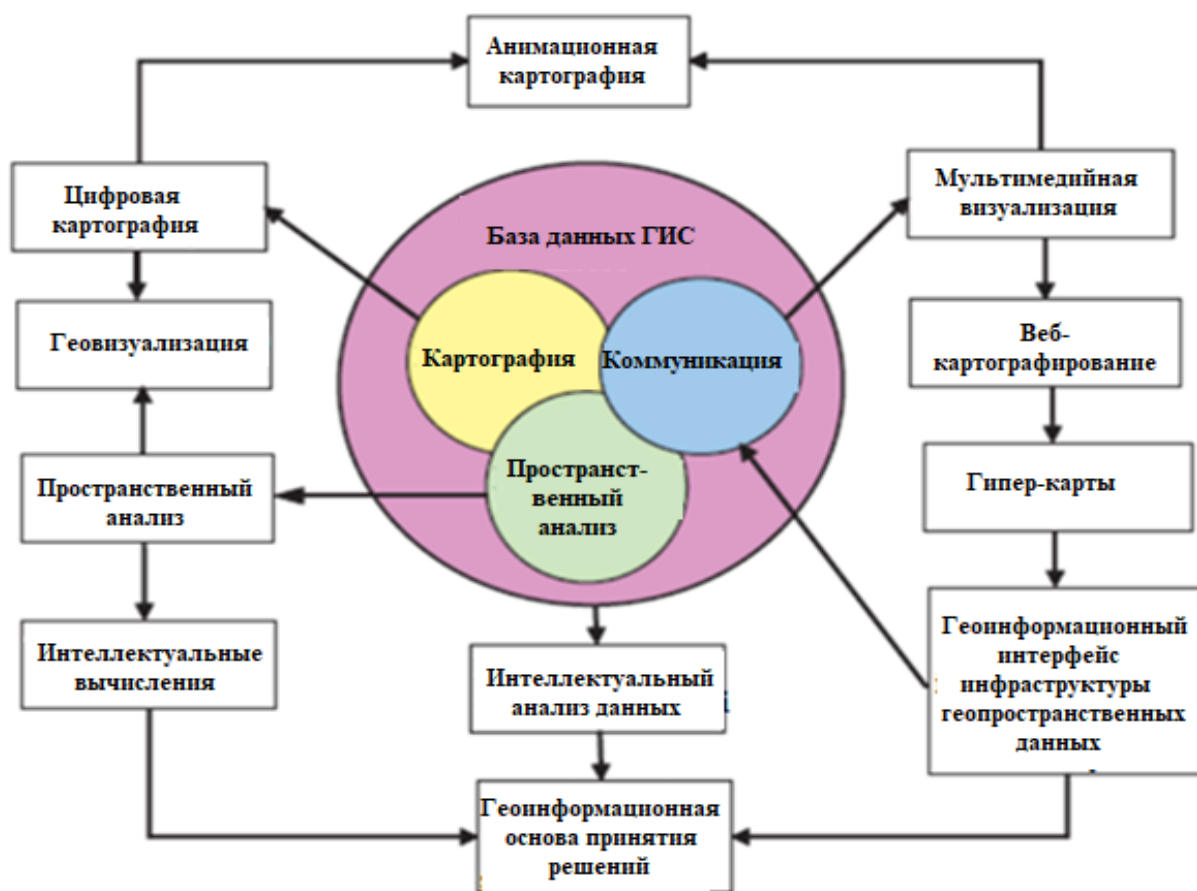 Анимационная
картография
Цифровая
картография
Мультимедийная
визуализация
База данных ГИС
Геовизуализация
Картография
Коммуникация
Веб-
картографирование
Пространст-
венный
анализ
Пространственный
анализ
Гипер-карты
Интеллектуальные
вычисления
Интеллектуальный
анализ данных
Геоинформационный
интерфейс
инфраструктуры
геопространственных
данных
Геоинформационная
основа принятия
решений